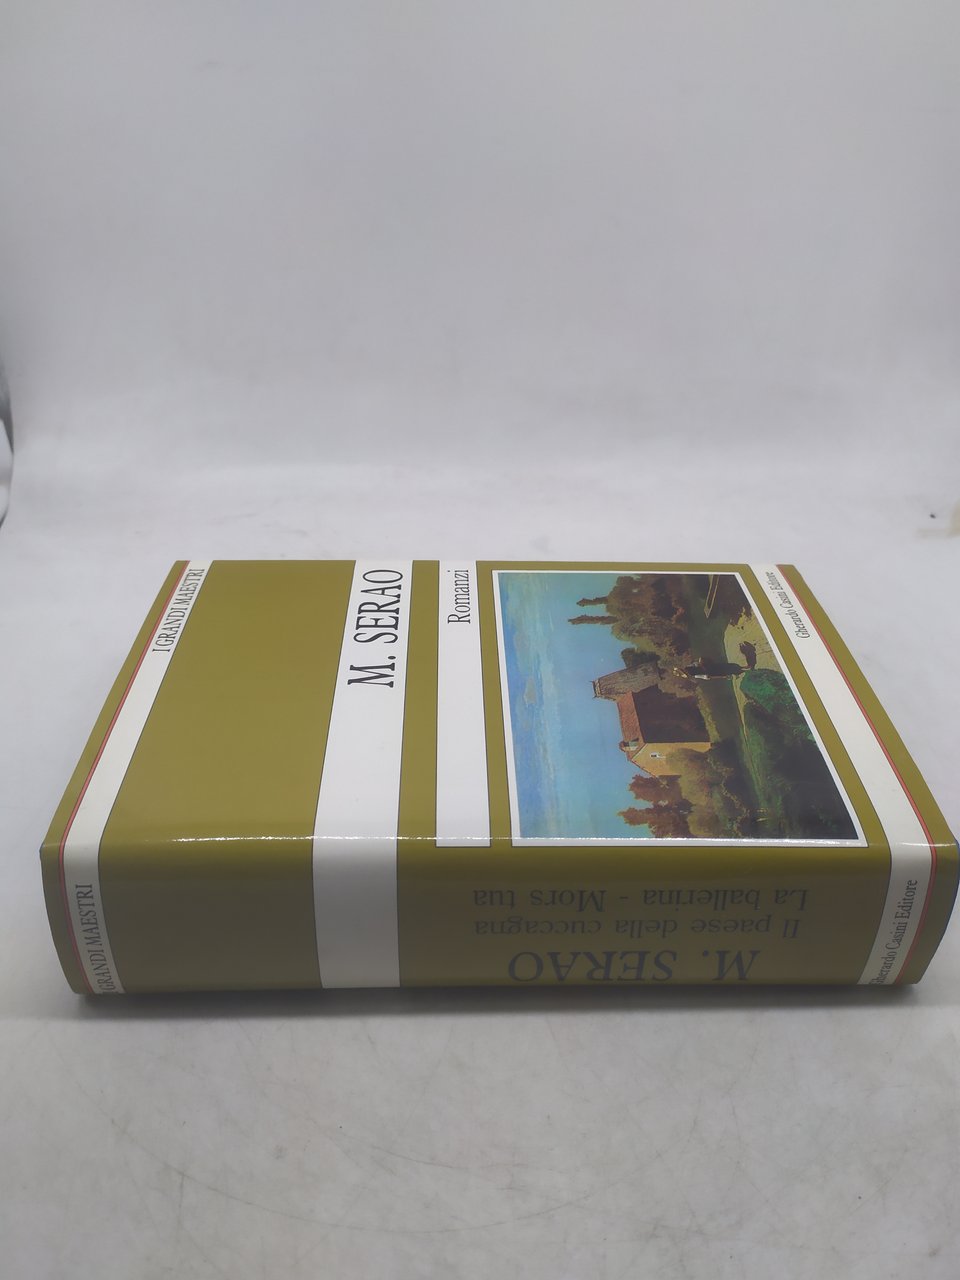 I GRANDI MAESTRI
M. SERAO
Romanzi
Gherardo Casini Editore
I GRANDI MAESTRI
M. SERAO
Il paese della cuccagna
La ballerina - Mors tua
Gherardo Casini Editore